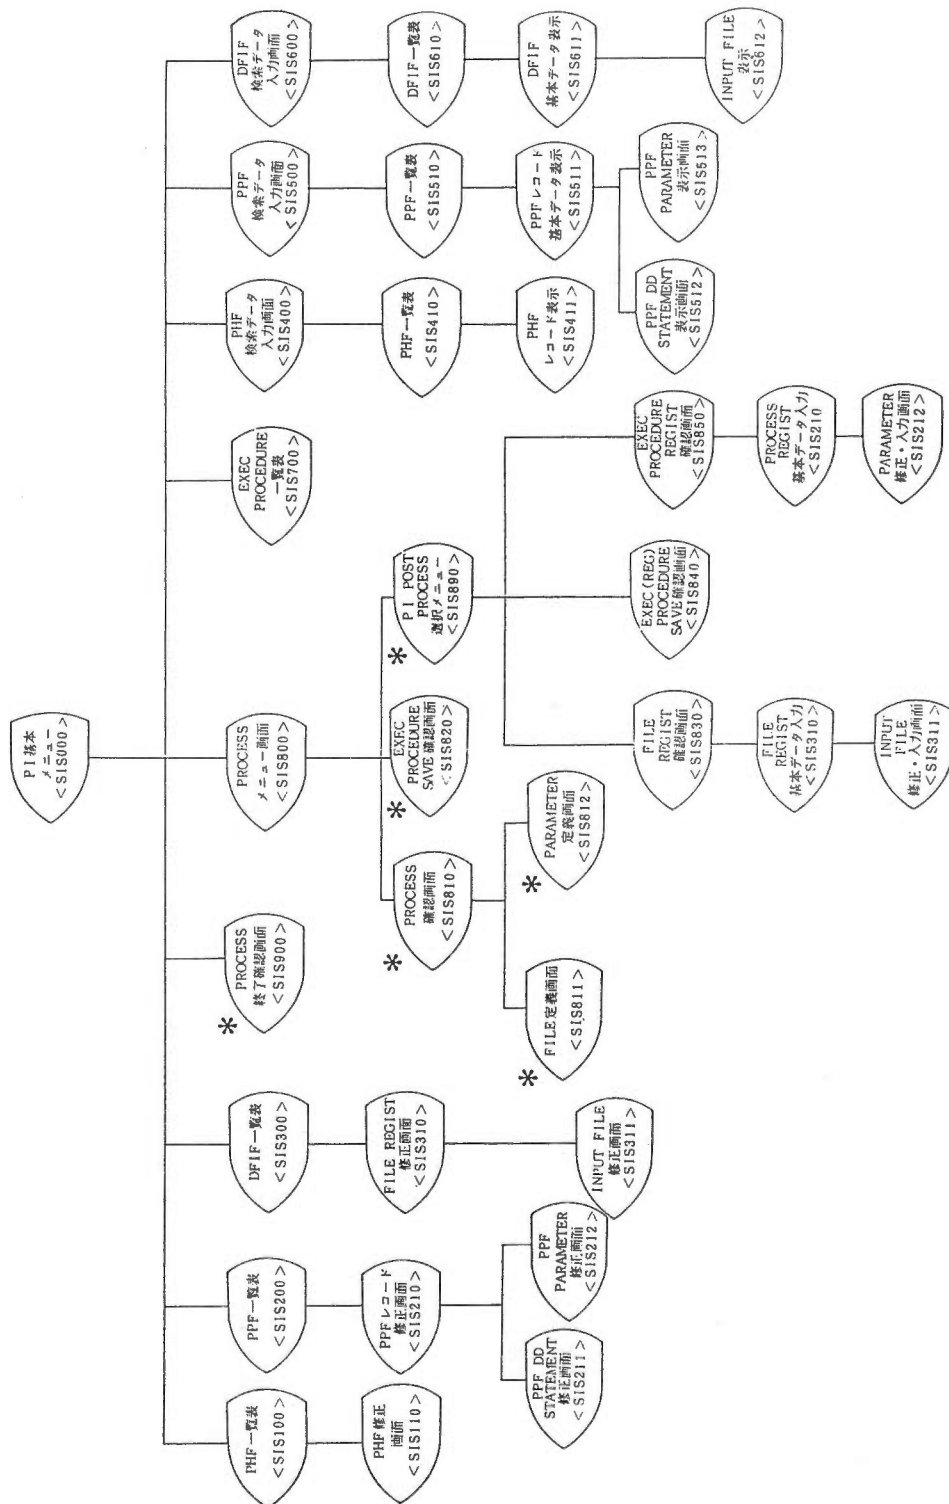 PI基本
メニュー
<SIS000>
PHF一覧表
<SIS100>
PHF修正
画面
<SIS110>
PPF一覧表
<SIS200>
PPFレコード
修正画面
<SIS210>
PPF DD
STATEMENT
修正画面
<SIS211>
PPF
PARAMETER
修正画面
<SIS212>
DFIF一覧表
<SIS300>
FILE REGIST
修正画面
<SIS310>
INPUT FILE
修正画面
<SIS311>
*
PROCESS
終了確認画面
<SIS900>
PROCESS
メニュー画面
<SIS800>
*
PROCESS
確認画面
<SIS810>
*
FILE定義画面
<SIS811>
*
PARAMETER
定義画面
<SIS812>
*
EXEC
PROCEDURE
SAVE確認画面
<SIS820>
*
PI POST
PROCESS
選択メニュー
<SIS890>
FILE
REGIST
確認画面
<SIS830>
FILE
REGIST
基本データ入力
<SIS310>
INPUT
FILE
修正・入力画面
<SIS311>
EXEC(REG)
PROCEDURE
SAVE確認画面
<SIS840>
EXEC
PROCEDURE
REGIST
確認画面
<SIS850>
PROCESS
REGIST
基本データ入力
<SIS210
PARAMETER
修正・入力画面
<SIS212>
EXEC
PROCEDURE
一覧表
<SIS700>
PHF
検索データ
入力画面
<SIS400>
PHF一覧表
<SIS410>
PHF
レコード表示
<SIS411>
PPF
検索データ
入力画面
<SIS500>
PPF一覧表
<SIS510>
PPFレコード
基本データ表示
<SIS511>
PPF DD
STATEMENT
表示画面
<SIS512>
PPF
PARAMETER
表示画面
<SIS513>
DFIF
検索データ
入力画面
<SIS600>
DFIF一覧表
<SIS610>
DFIF
基本データ表示
<SIS611>
INPUT FILE
表示
<SIS612>